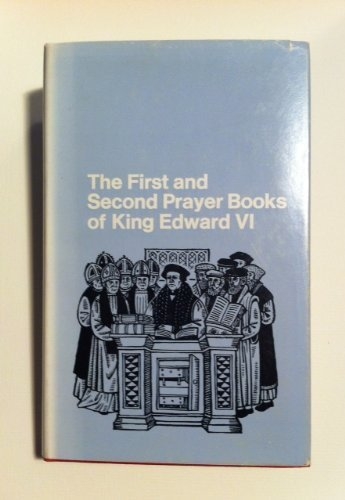 The First and
Second Prayer Books
of King Edward VI